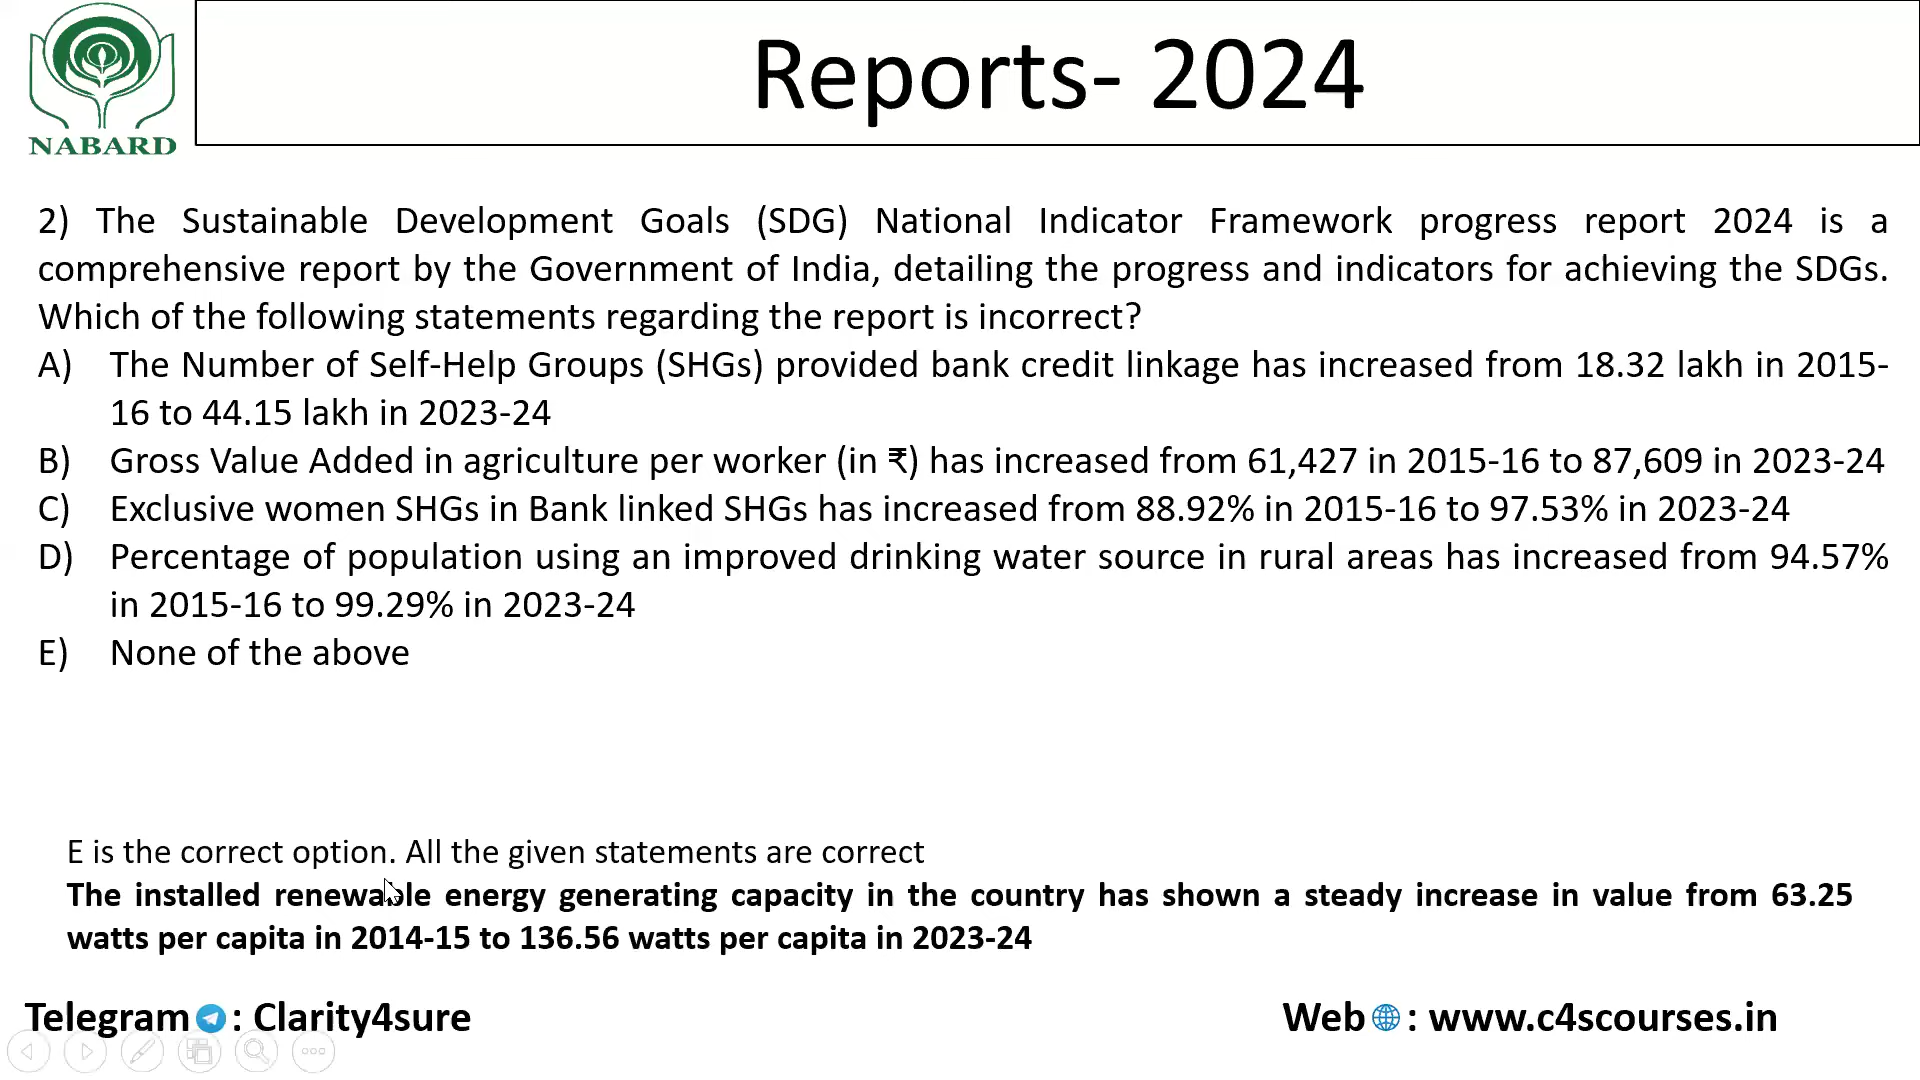 NABARD
Reports- 2024
2) The Sustainable Development Goals (SDG) National Indicator Framework progress report 2024 is a
comprehensive report by the Government of India, detailing the progress and indicators for achieving the SDGs.
Which of the following statements regarding the report is incorrect?
A) The Number of Self-Help Groups (SHGs) provided bank credit linkage has increased from 18.32 lakh in 2015-
16 to 44.15 lakh in 2023-24
B) Gross Value Added in agriculture per worker (in ₹) has increased from 61,427 in 2015-16 to 87,609 in 2023-24
C) Exclusive women SHGs in Bank linked SHGs has increased from 88.92% in 2015-16 to 97.53% in 2023-24
D) Percentage of population using an improved drinking water source in rural areas has increased from 94.57%
in 2015-16 to 99.29% in 2023-24
E) None of the above
E is the correct option. All the given statements are correct
The installed renewable energy generating capacity in the country has shown a steady increase in value from 63.25
watts per capita in 2014-15 to 136.56 watts per capita in 2023-24
Telegram : Clarity4sure
Web : www.c4scourses.in